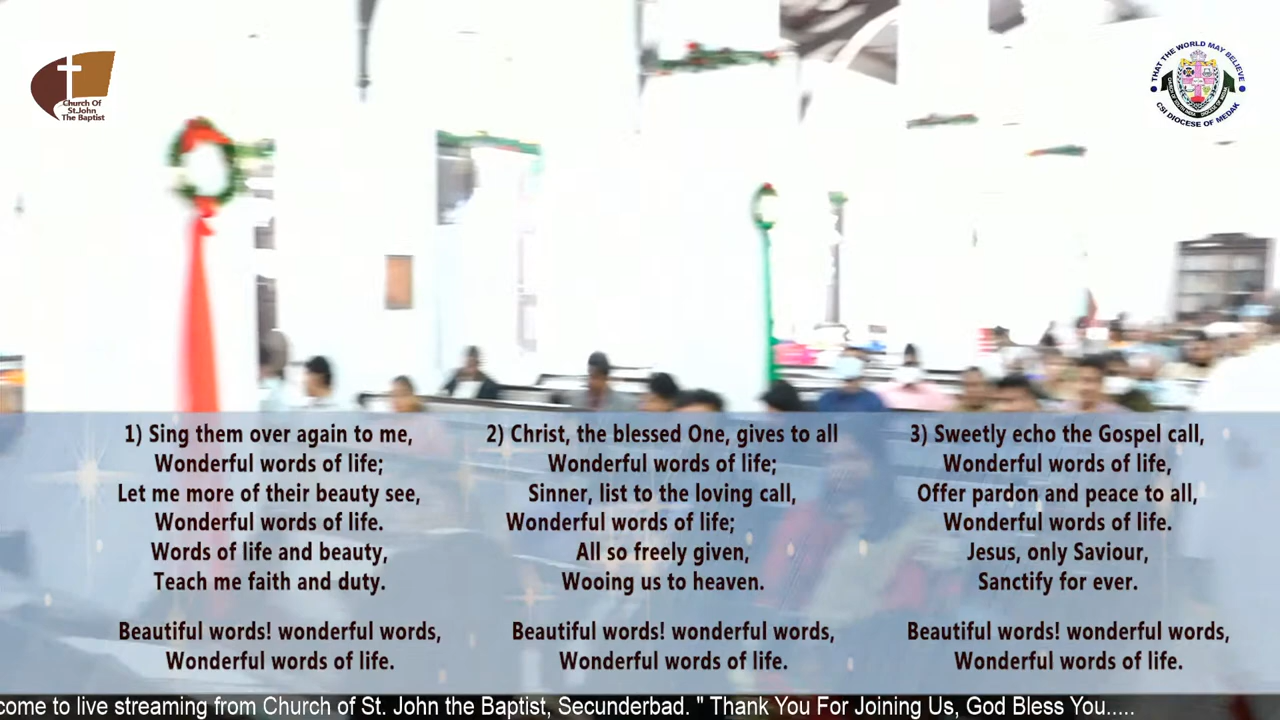 Church Of
St.John
The Baptist
THAT THE WORLD MAY BELIEVE
CSI DIOCESE OF MEDAK
1) Sing them over again to me,
Wonderful words of life;
Let me more of their beauty see,
Wonderful words of life.
Words of life and beauty,
Teach me faith and duty.
Beautiful words! wonderful words,
Wonderful words of life.
2) Christ, the blessed One, gives to all
Wonderful words of life;
Sinner, list to the loving call,
Wonderful words of life;
All so freely given,
Wooing us to heaven.
Beautiful words! wonderful words,
Wonderful words of life.
3) Sweetly echo the Gospel call,
Wonderful words of life,
Offer pardon and peace to all,
Wonderful words of life.
Jesus, only Saviour,
Sanctify for ever.
Beautiful words! wonderful words,
Wonderful words of life.
come to live streaming from Church of St. John the Baptist, Secunderbad. " Thank You For Joining Us, God Bless You.....